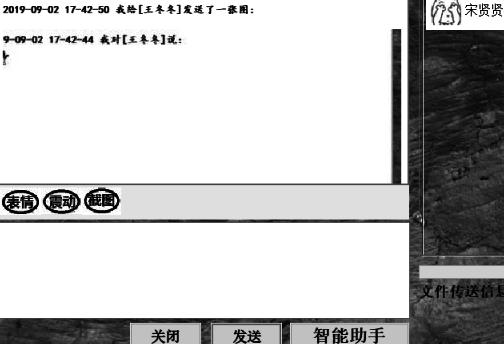 2019-09-02 17-42-50 我给[王冬冬]发送了一张图:
宋贤贤
9-09-02 17-42-44 我对[王冬冬]说:
表情 震动 截图
文件传送信息
关闭 发送 智能助手